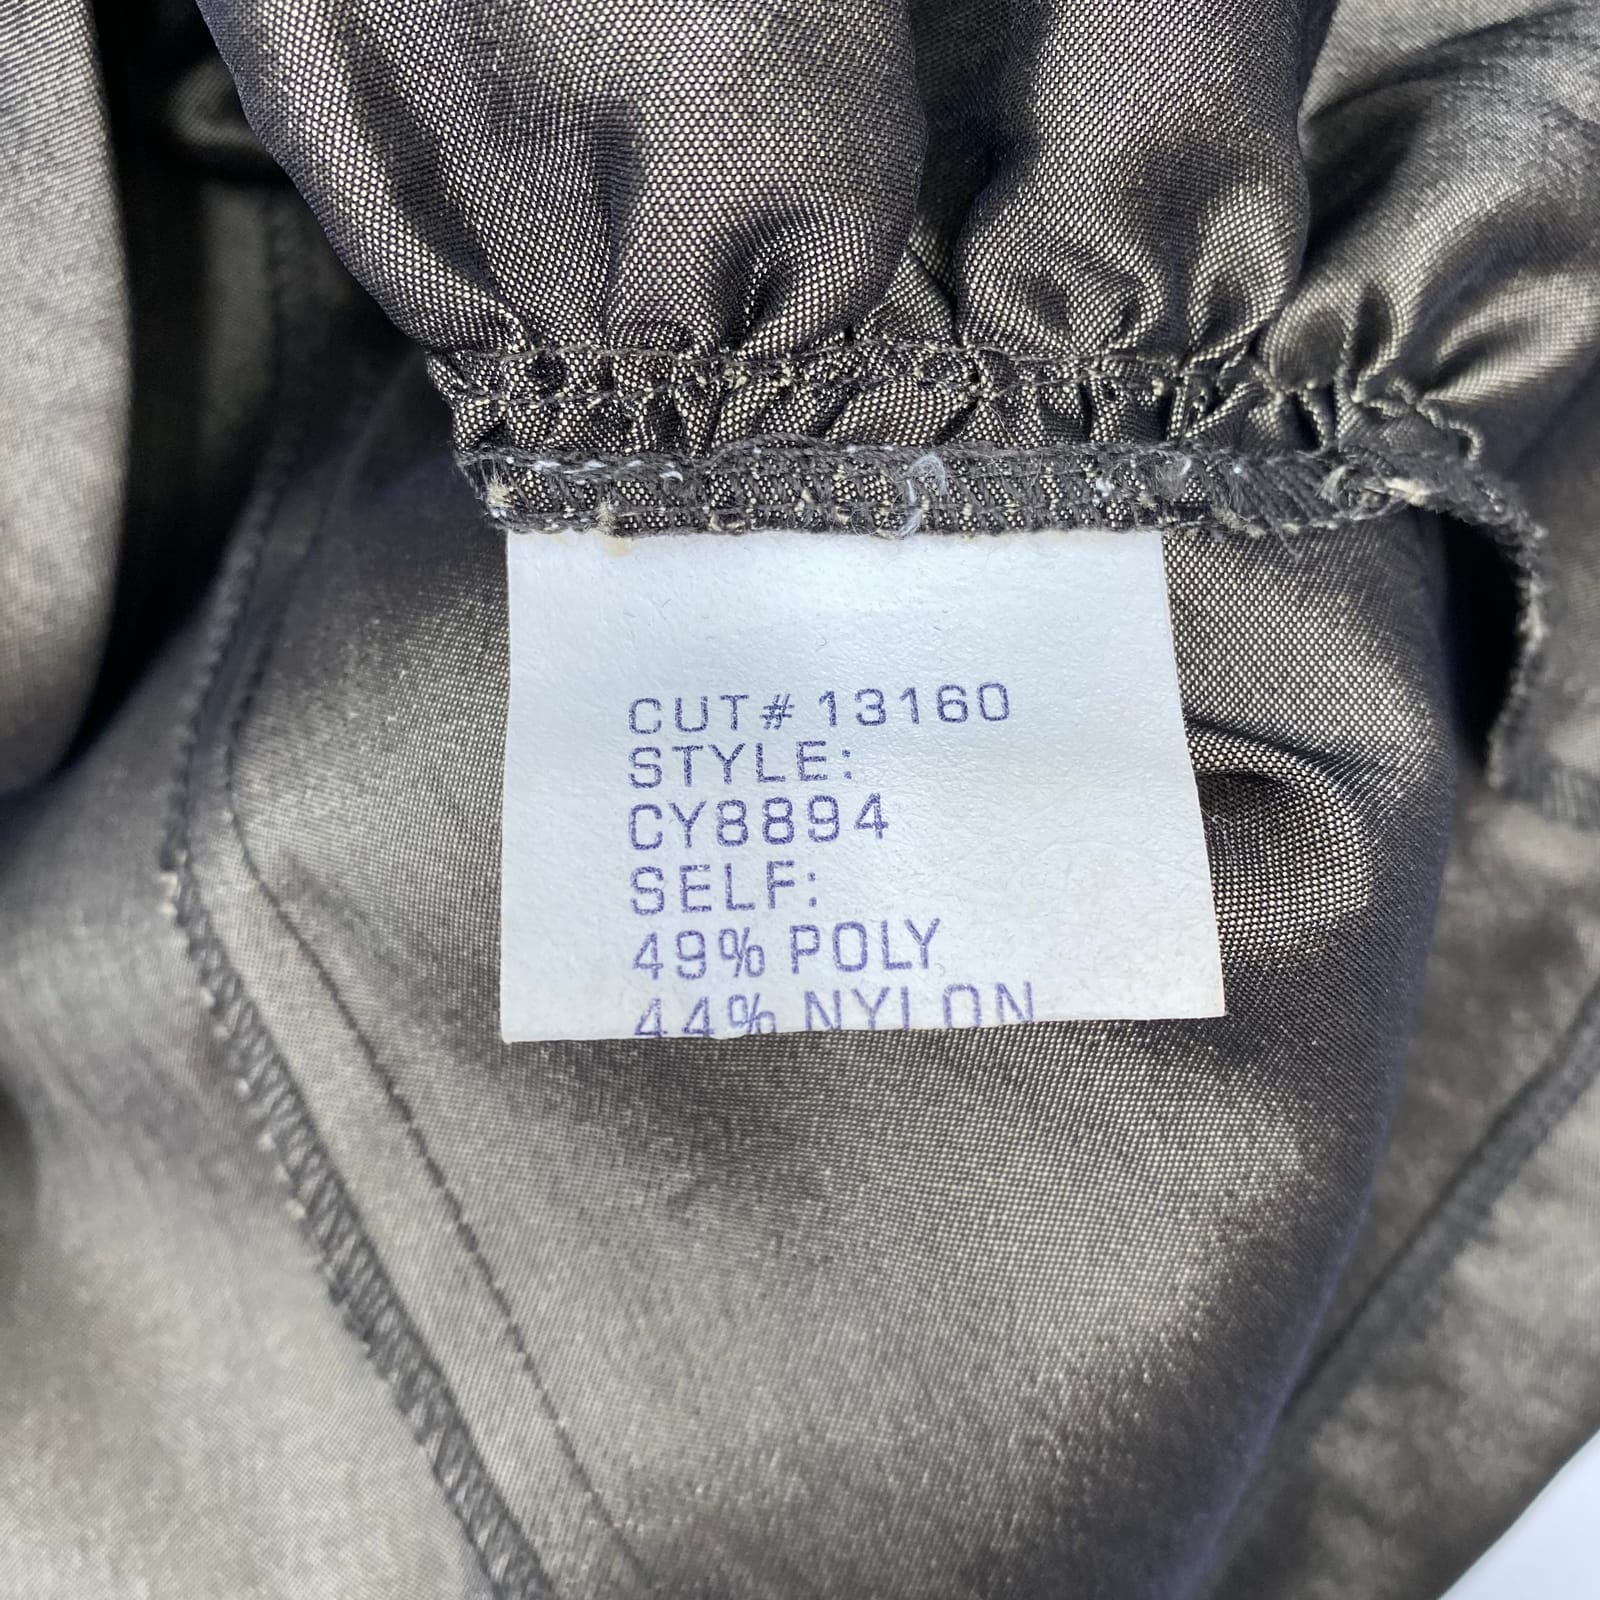 CUT# 13160
STYLE:
CY8894
SELF:
49% POLY
44% NYLON